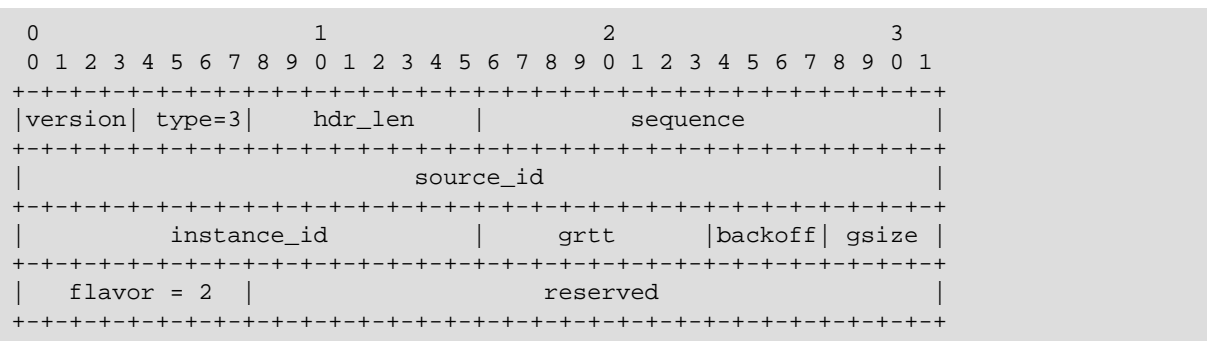 0                   1                   2                   3
 0 1 2 3 4 5 6 7 8 9 0 1 2 3 4 5 6 7 8 9 0 1 2 3 4 5 6 7 8 9 0 1
+-+-+-+-+-+-+-+-+-+-+-+-+-+-+-+-+-+-+-+-+-+-+-+-+-+-+-+-+-+-+-+-+
|version| type=3|    hdr_len    |          sequence             |
+-+-+-+-+-+-+-+-+-+-+-+-+-+-+-+-+-+-+-+-+-+-+-+-+-+-+-+-+-+-+-+-+
|                           source_id                           |
+-+-+-+-+-+-+-+-+-+-+-+-+-+-+-+-+-+-+-+-+-+-+-+-+-+-+-+-+-+-+-+-+
|          instance_id          |     grtt      |backoff| gsize |
+-+-+-+-+-+-+-+-+-+-+-+-+-+-+-+-+-+-+-+-+-+-+-+-+-+-+-+-+-+-+-+-+
|   flavor = 2  |                    reserved                   |
+-+-+-+-+-+-+-+-+-+-+-+-+-+-+-+-+-+-+-+-+-+-+-+-+-+-+-+-+-+-+-+-+